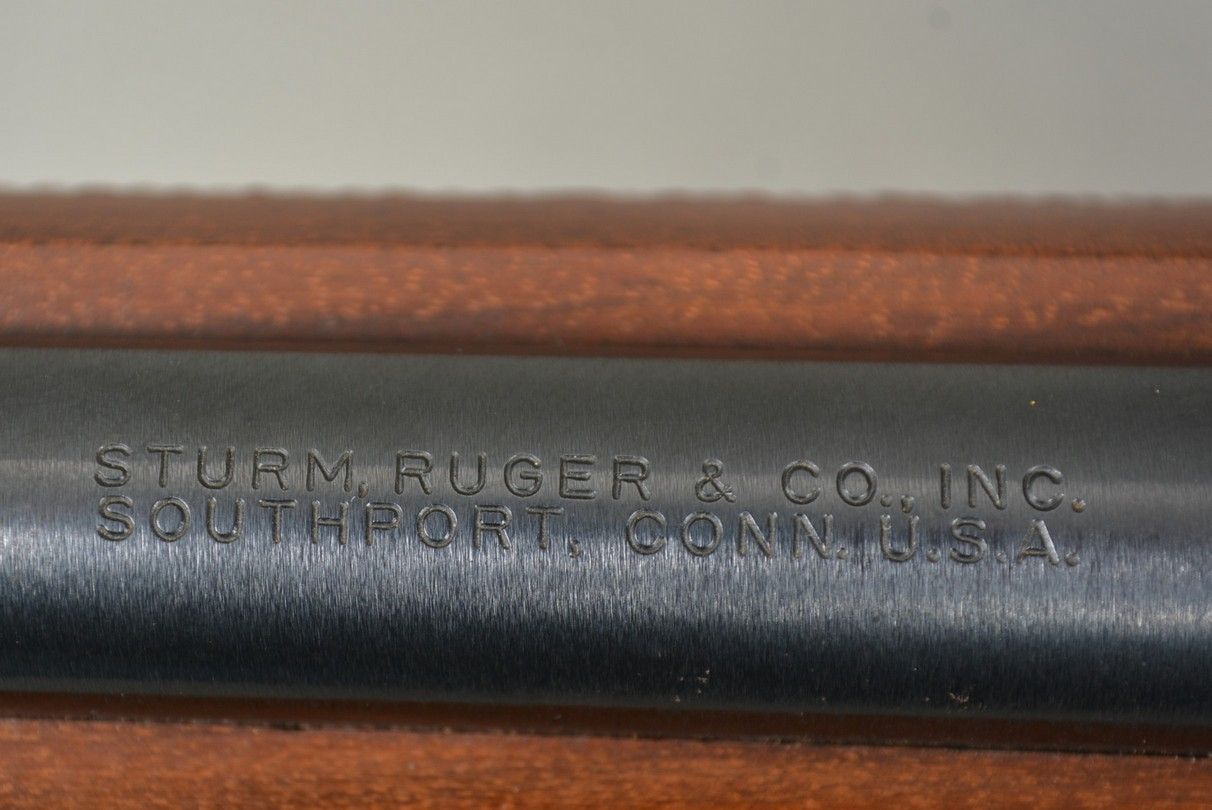 STURM, RUGER & CO., INC.
SOUTHPORT, CONN. U.S.A.